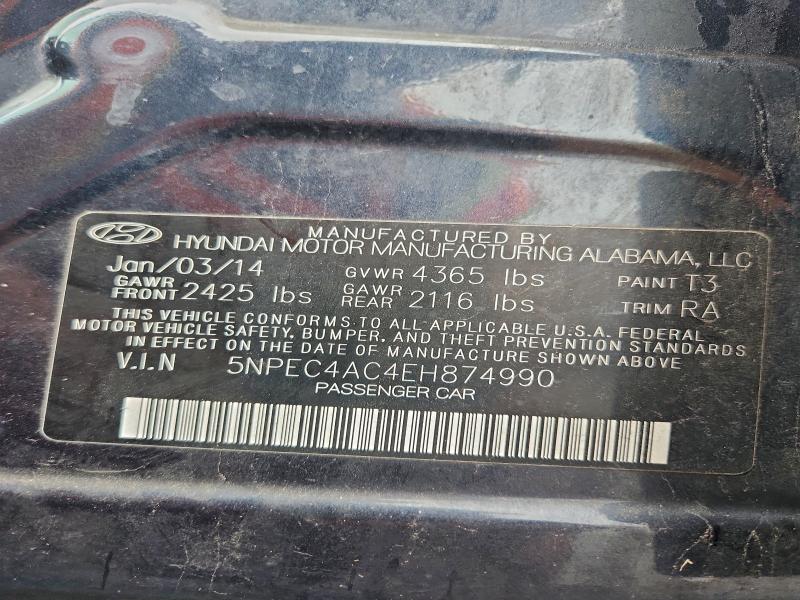 MANUFACTURED BY
HYUNDAI MOTOR MANUFACTURING ALABAMA, LLC
Jan/03/14 GVWR 4365 lbs PAINT T3
GAWR FRONT 2425 lbs GAWR REAR 2116 lbs TRIM RA
THIS VEHICLE CONFORMS TO ALL APPLICABLE U.S.A. FEDERAL
MOTOR VEHICLE SAFETY, BUMPER, AND THEFT PREVENTION STANDARDS
IN EFFECT ON THE DATE OF MANUFACTURE SHOWN ABOVE
V.I.N 5NPEC4AC4EH874990
PASSENGER CAR